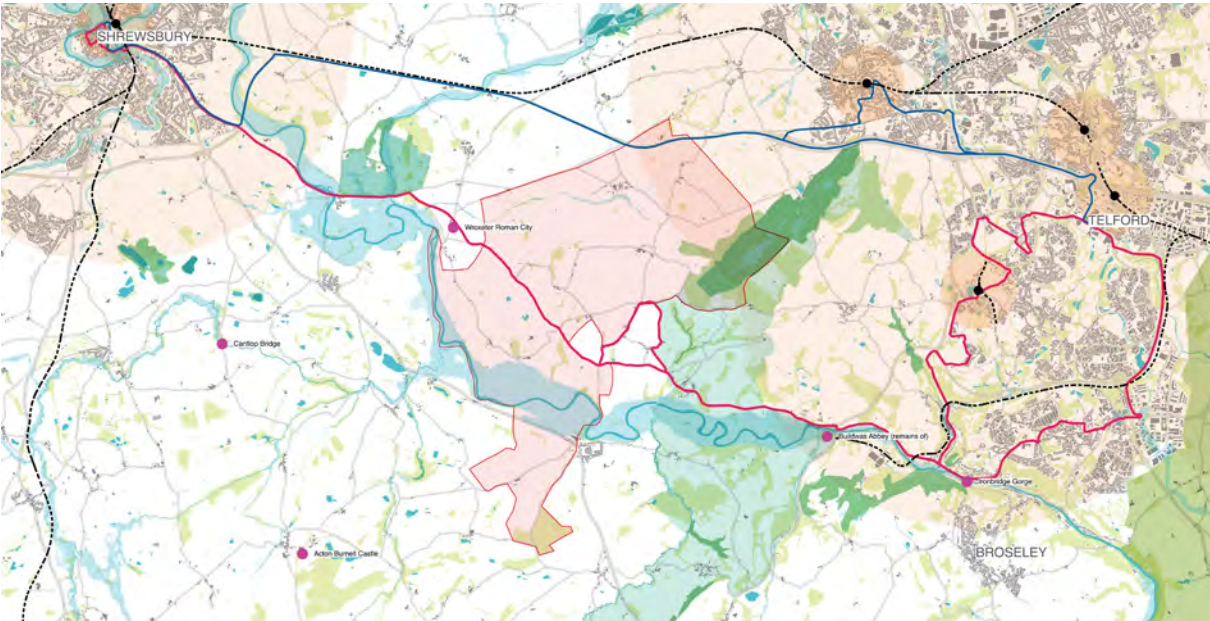 SHREWSBURY
Wroxeter Roman City
TELFORD
Cantlop Bridge
Buildwas Abbey (remains of)
Ironbridge Gorge
Acton Burnell Castle
BROSELEY